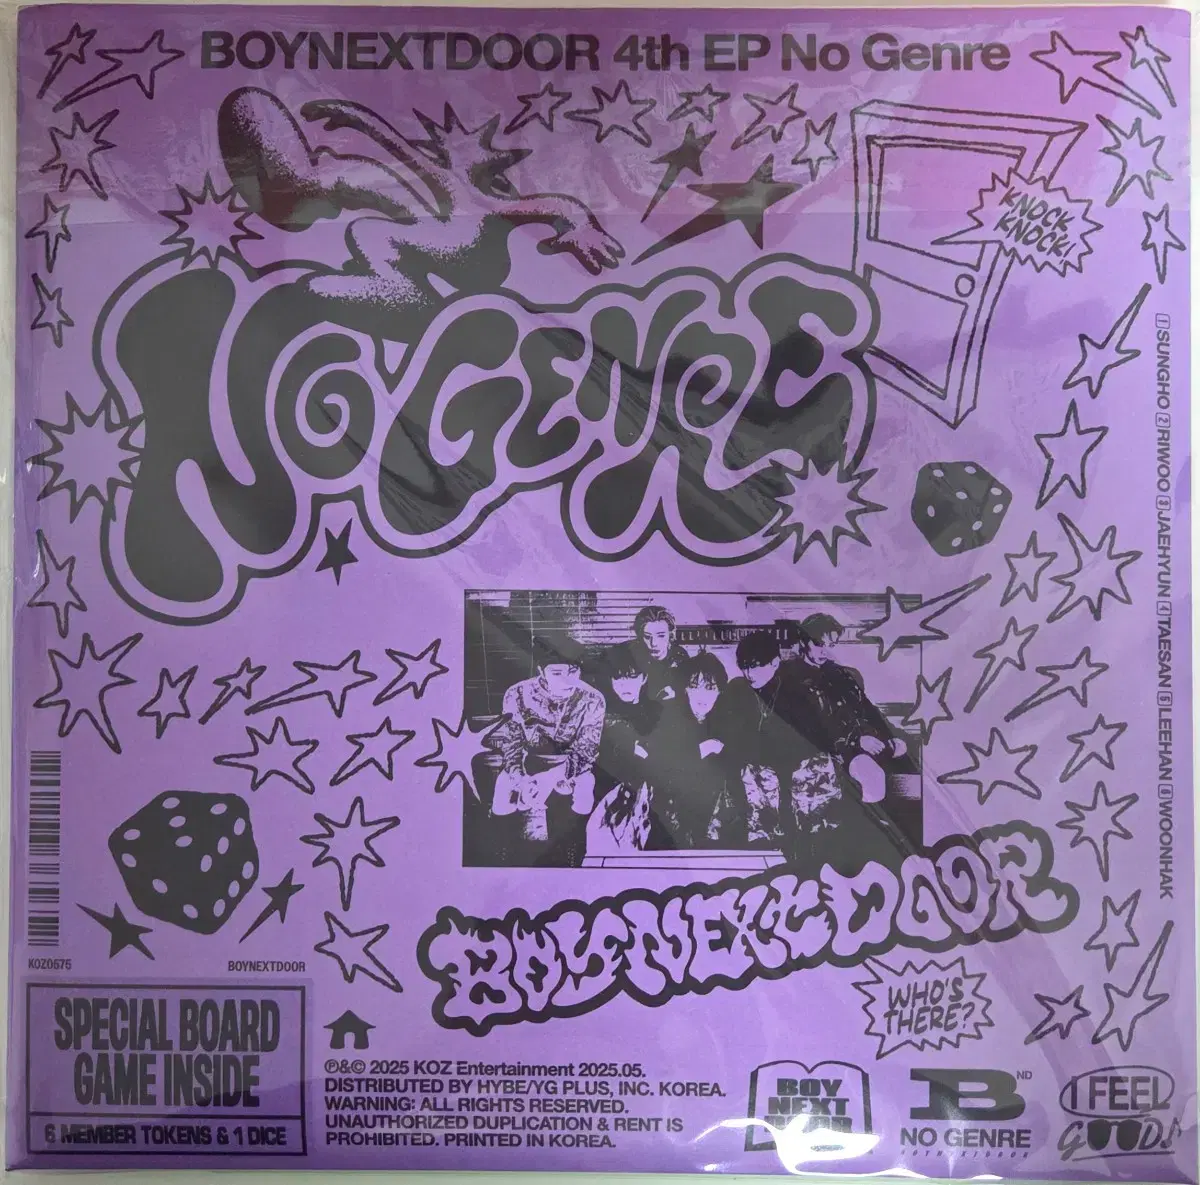 BOYNEXTDOOR 4th EP No Genre
KNOCK
KNOCK!
No GENRE
① SUNGHO ② RIWOO ③ JAEHYUN ④ TAESAN ⑤ LEEHAN ⑥ WOONHAK
BOYNEXTDOOR
WHO'S
THERE?
KOZ0575
BOYNEXTDOOR
SPECIAL BOARD
GAME INSIDE
6 MEMBER TOKENS & 1 DICE
℗&© 2025 KOZ Entertainment 2025.05.
DISTRIBUTED BY HYBE/YG PLUS, INC. KOREA.
WARNING: ALL RIGHTS RESERVED.
UNAUTHORIZED DUPLICATION & RENT IS
PROHIBITED. PRINTED IN KOREA.
BOY
NEXT
DOOR
B ND
NO GENRE
BOYNEXTDOOR
I FEEL
GOOD